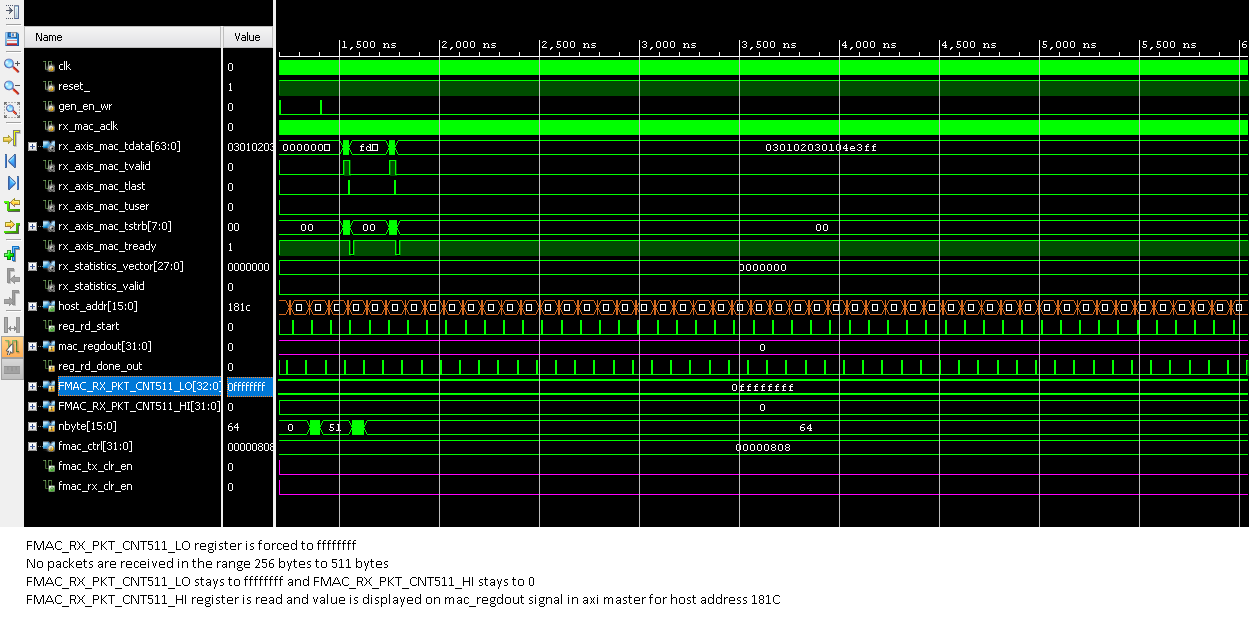 Name Value
1,500 ns 2,000 ns 2,500 ns 3,000 ns 3,500 ns 4,000 ns 4,500 ns 5,000 ns 5,500 ns 6
clk 0
reset_ 1
gen_en_wr 0
rx_mac_aclk 0
rx_axis_mac_tdata[63:0] 03010203 000000 fd 030102030104e3ff
rx_axis_mac_tvalid 0
rx_axis_mac_tlast 0
rx_axis_mac_tuser 0
rx_axis_mac_tstrb[7:0] 00 00 00 00
rx_axis_mac_tready 1
rx_statistics_vector[27:0] 0000000 0000000
rx_statistics_valid 0
host_addr[15:0] 181c
reg_rd_start 0
mac_regdout[31:0] 0 0
reg_rd_done_out 0
FMAC_RX_PKT_CNT511_LO[32:0] 0ffffffff 0ffffffff
FMAC_RX_PKT_CNT511_HI[31:0] 0 0
nbyte[15:0] 64 0 51 64
fmac_ctrl[31:0] 00000808 00000808
fmac_tx_clr_en 0
fmac_rx_clr_en 0
FMAC_RX_PKT_CNT511_LO register is forced to ffffffff
No packets are received in the range 256 bytes to 511 bytes
FMAC_RX_PKT_CNT511_LO stays to ffffffff and FMAC_RX_PKT_CNT511_HI stays to 0
FMAC_RX_PKT_CNT511_HI register is read and value is displayed on mac_regdout signal in axi master for host address 181C